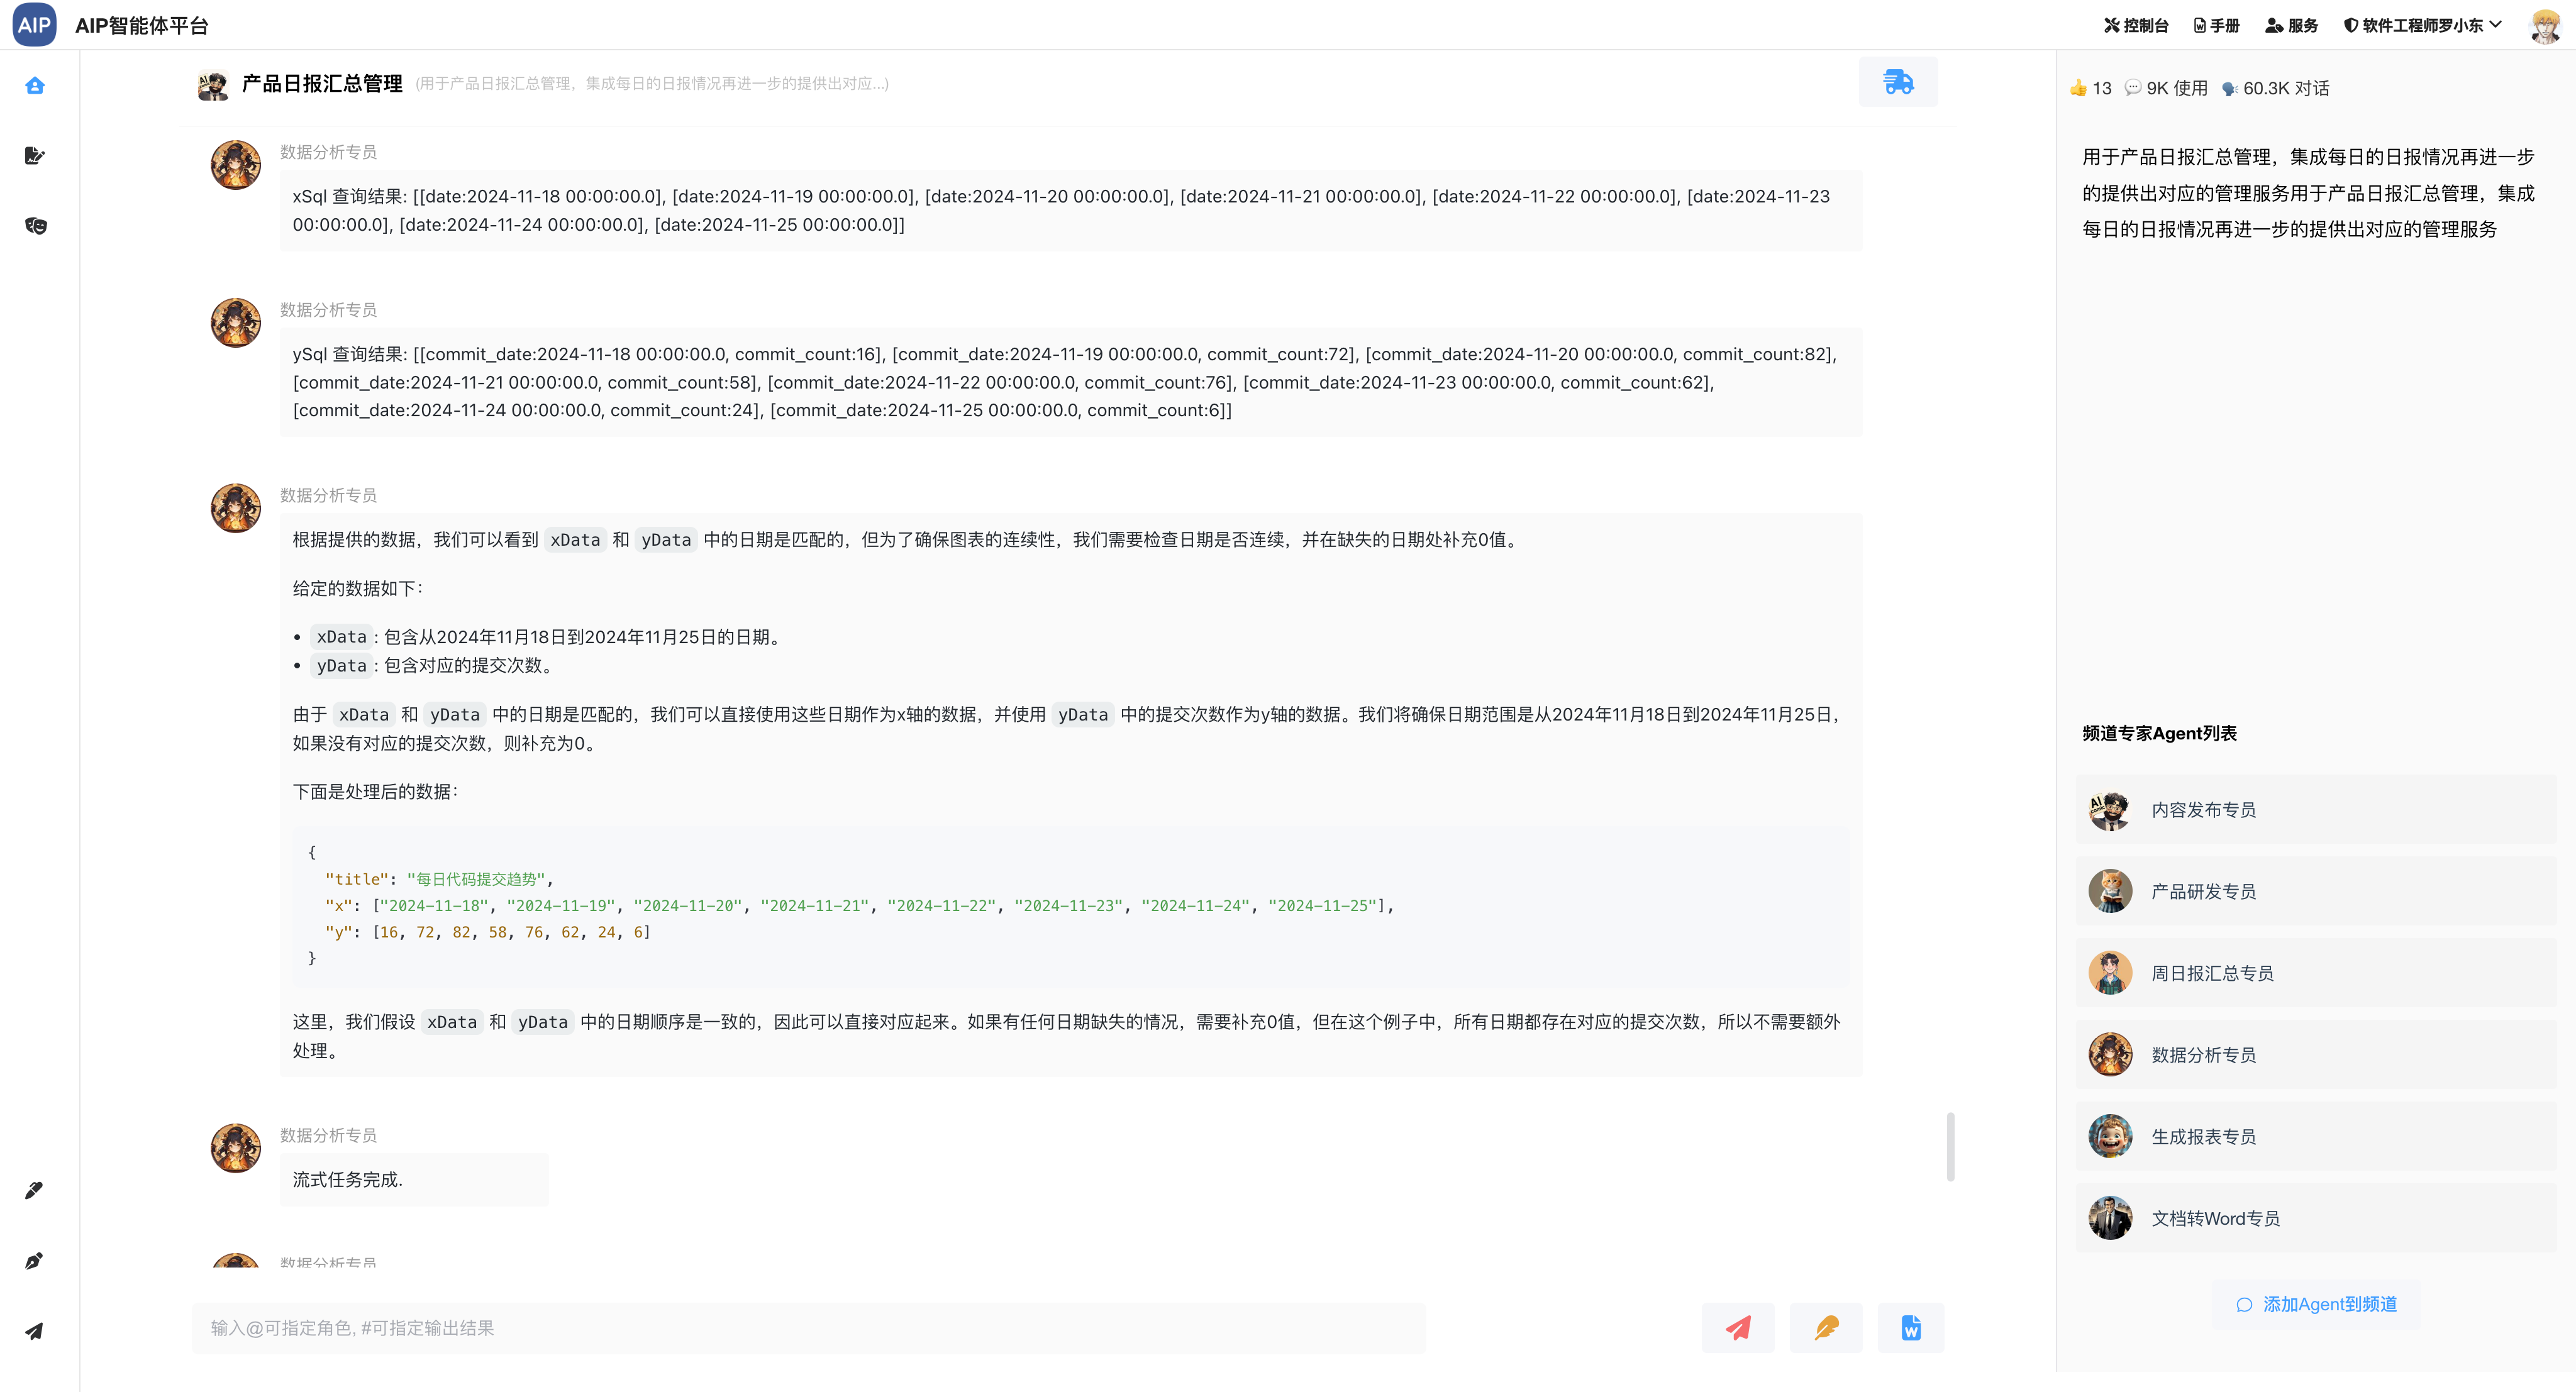 AIP AIP智能体平台 控制台 手册 服务 软件工程师罗小东
产品日报汇总管理 (用于产品日报汇总管理，集成每日的日报情况再进一步的提供出对应...)
数据分析专员
xSql 查询结果: [[date:2024-11-18 00:00:00.0], [date:2024-11-19 00:00:00.0], [date:2024-11-20 00:00:00.0], [date:2024-11-21 00:00:00.0], [date:2024-11-22 00:00:00.0], [date:2024-11-23
00:00:00.0], [date:2024-11-24 00:00:00.0], [date:2024-11-25 00:00:00.0]]
数据分析专员
ySql 查询结果: [[commit_date:2024-11-18 00:00:00.0, commit_count:16], [commit_date:2024-11-19 00:00:00.0, commit_count:72], [commit_date:2024-11-20 00:00:00.0, commit_count:82],
[commit_date:2024-11-21 00:00:00.0, commit_count:58], [commit_date:2024-11-22 00:00:00.0, commit_count:76], [commit_date:2024-11-23 00:00:00.0, commit_count:62],
[commit_date:2024-11-24 00:00:00.0, commit_count:24], [commit_date:2024-11-25 00:00:00.0, commit_count:6]]
数据分析专员
根据提供的数据，我们可以看到 xData 和 yData 中的日期是匹配的，但为了确保图表的连续性，我们需要检查日期是否连续，并在缺失的日期处补充0值。
给定的数据如下：
• xData : 包含从2024年11月18日到2024年11月25日的日期。
• yData : 包含对应的提交次数。
由于 xData 和 yData 中的日期是匹配的，我们可以直接使用这些日期作为x轴的数据，并使用 yData 中的提交次数作为y轴的数据。我们将确保日期范围是从2024年11月18日到2024年11月25日，
如果没有对应的提交次数，则补充为0。
下面是处理后的数据：
{
"title": "每日代码提交趋势",
"x": ["2024-11-18", "2024-11-19", "2024-11-20", "2024-11-21", "2024-11-22", "2024-11-23", "2024-11-24", "2024-11-25"],
"y": [16, 72, 82, 58, 76, 62, 24, 6]
}
这里，我们假设 xData 和 yData 中的日期顺序是一致的，因此可以直接对应起来。如果有任何日期缺失的情况，需要补充0值，但在这个例子中，所有日期都存在对应的提交次数，所以不需要额外
处理。
数据分析专员
流式任务完成.
数据分析专员
输入@可指定角色, #可指定输出结果
13 9K 使用 60.3K 对话
用于产品日报汇总管理，集成每日的日报情况再进一步
的提供出对应的管理服务用于产品日报汇总管理，集成
每日的日报情况再进一步的提供出对应的管理服务
频道专家Agent列表
内容发布专员
产品研发专员
周日报汇总专员
数据分析专员
生成报表专员
文档转Word专员
添加Agent到频道